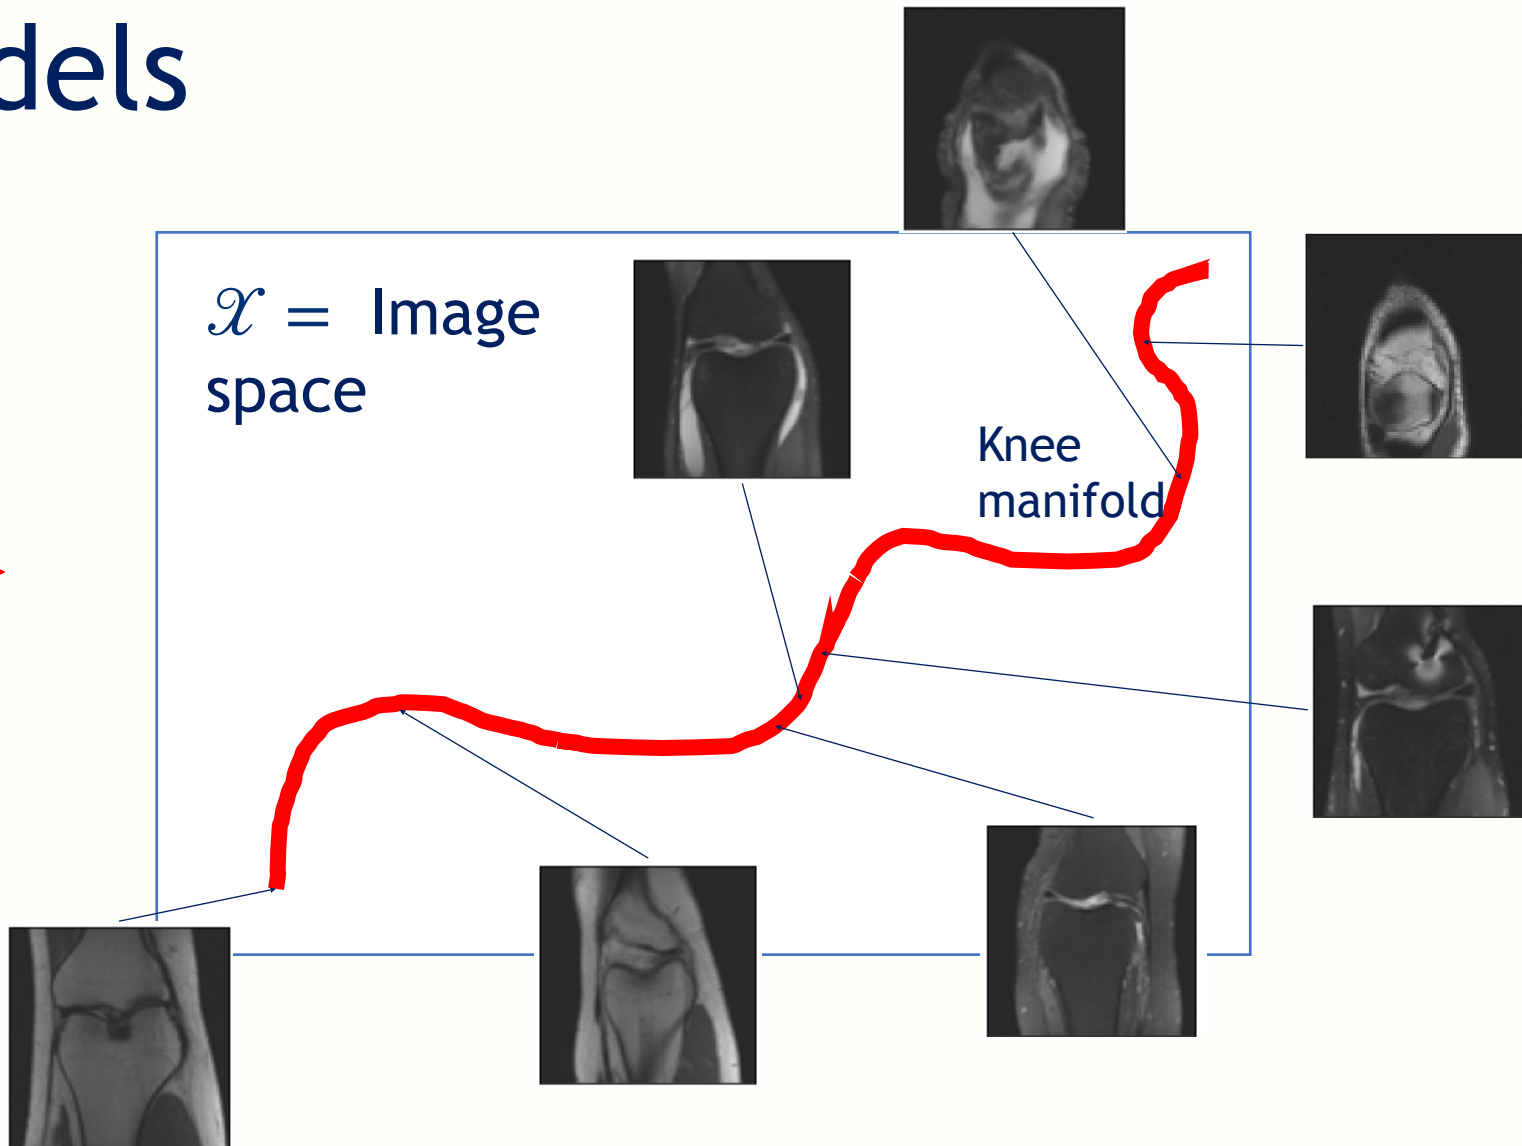 dels
𝒳 = Image
space
Knee
manifold